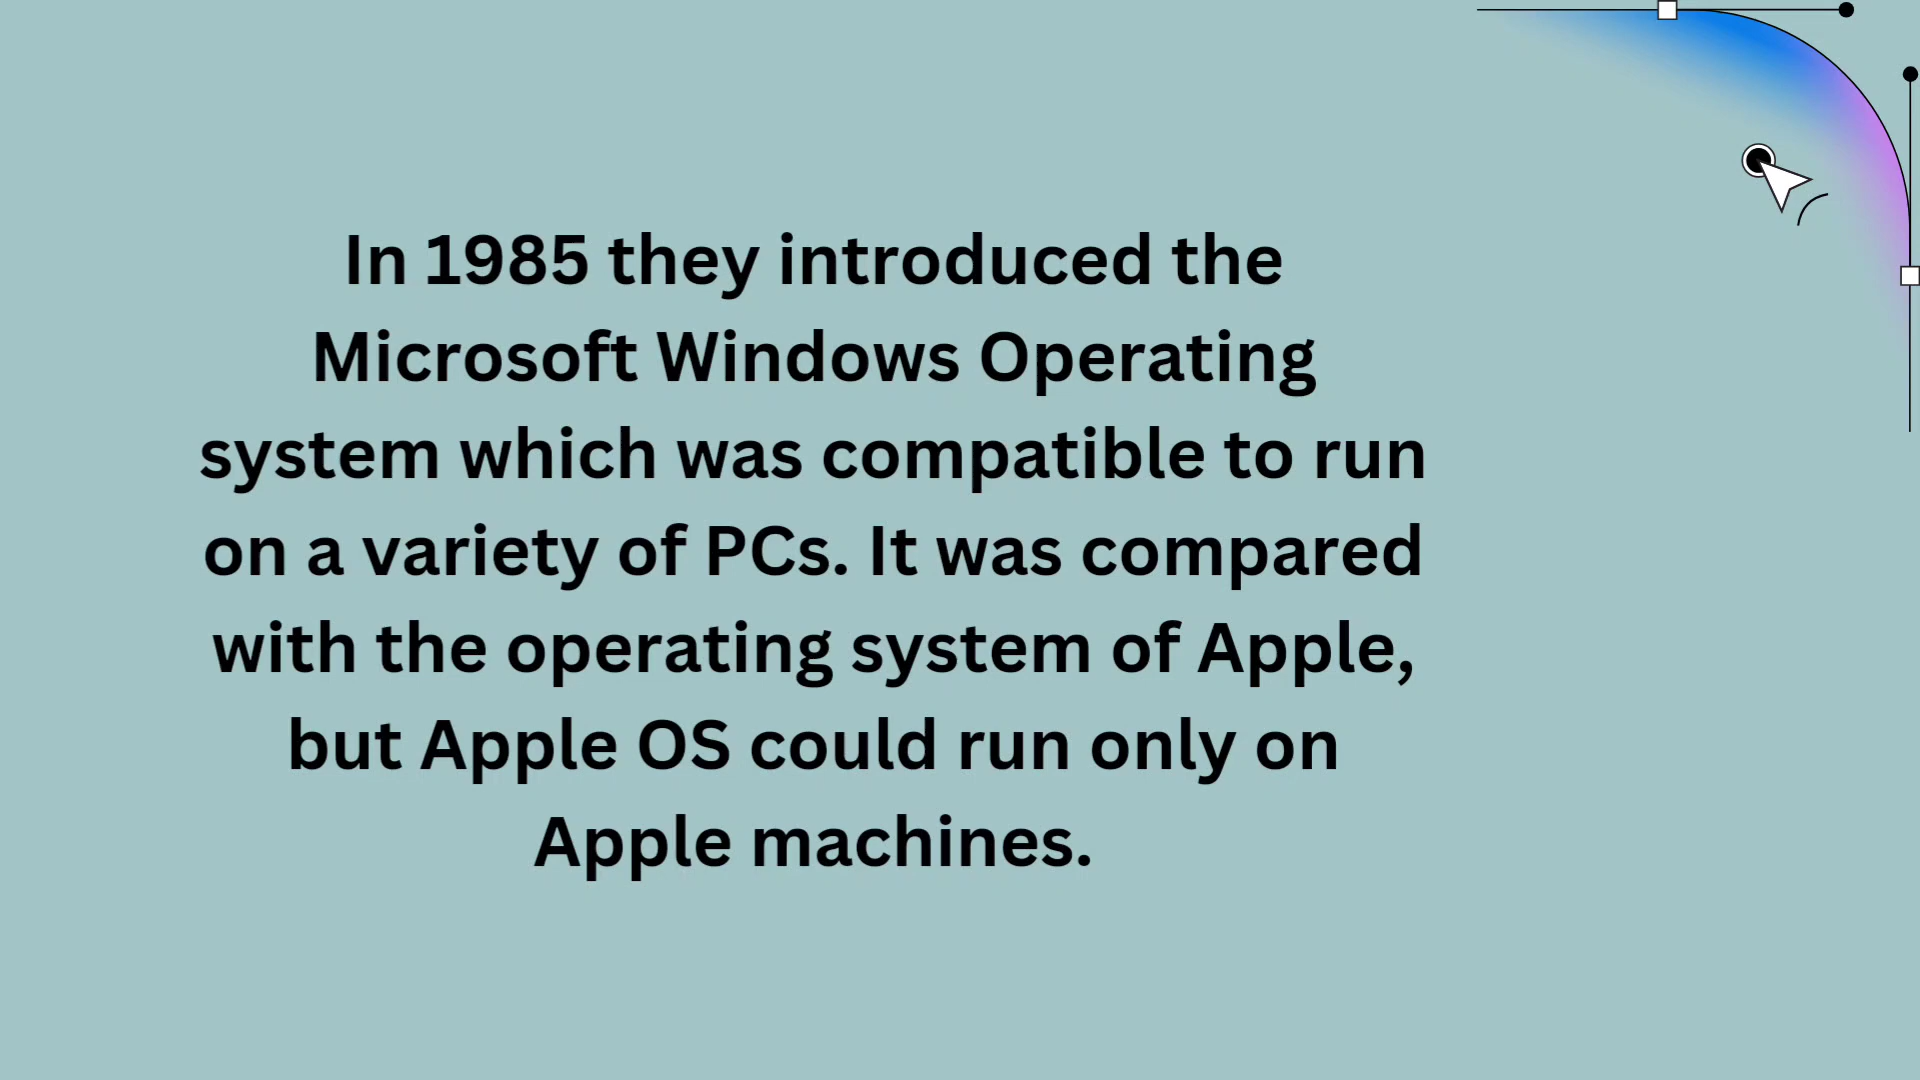 In 1985 they introduced the
Microsoft Windows Operating
system which was compatible to run
on a variety of PCs. It was compared
with the operating system of Apple,
but Apple OS could run only on
Apple machines.